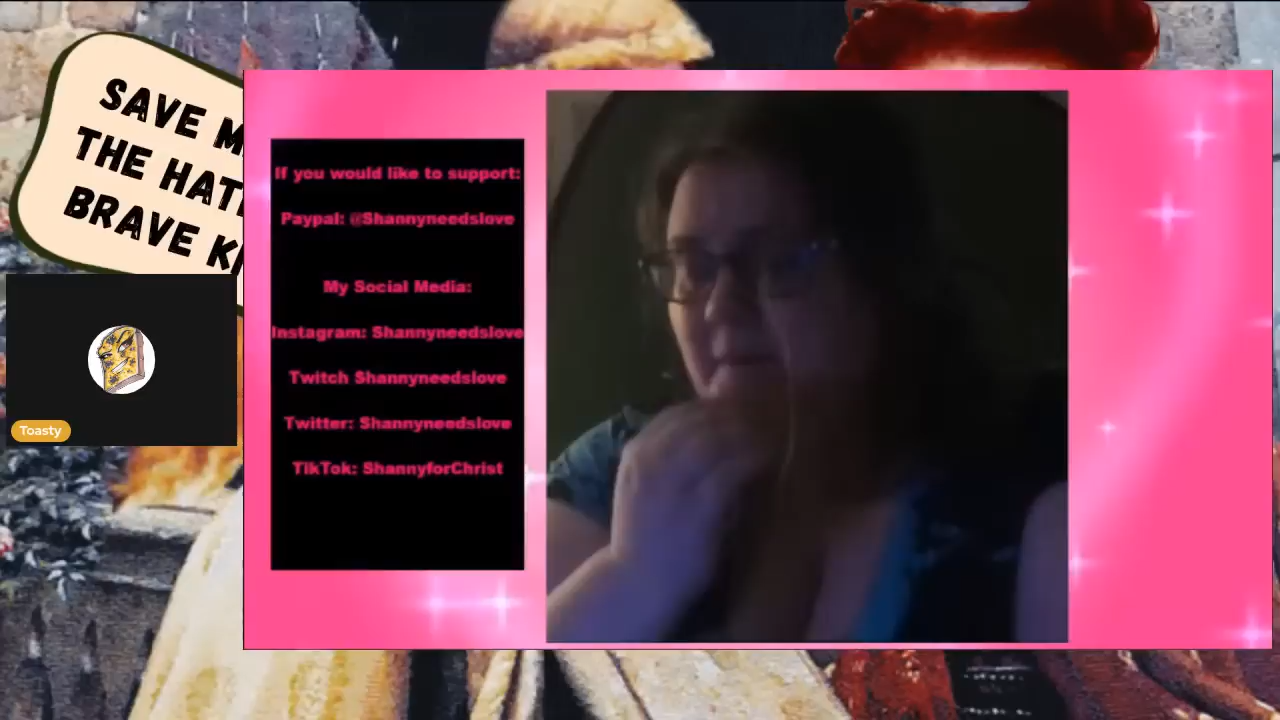 SAVE M
THE HAT
BRAVE K
Toasty
If you would like to support:
Paypal: @Shannyneedslove
My Social Media:
Instagram: Shannyneedslove
Twitch Shannyneedslove
Twitter: Shannyneedslove
TikTok: ShannyforChrist